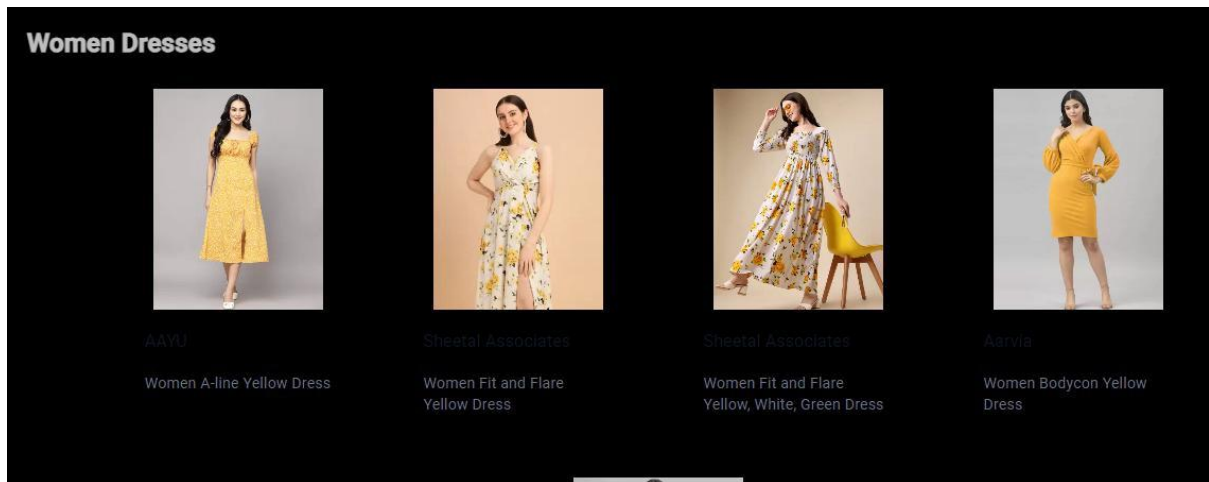 Women Dresses
AAYU
Sheetal Associates
Sheetal Associates
Aarvia
Women A-line Yellow Dress
Women Fit and Flare
Yellow Dress
Women Fit and Flare
Yellow, White, Green Dress
Women Bodycon Yellow
Dress